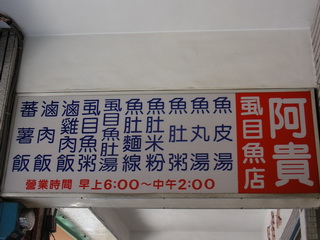 阿貴
虱目魚店
魚皮湯
魚丸湯
魚肚粥
魚肚米粉
魚肚麵線
虱目魚肚湯
虱目魚粥
滷雞肉飯
滷肉飯
蕃薯飯
營業時間 早上6:00～中午2:00